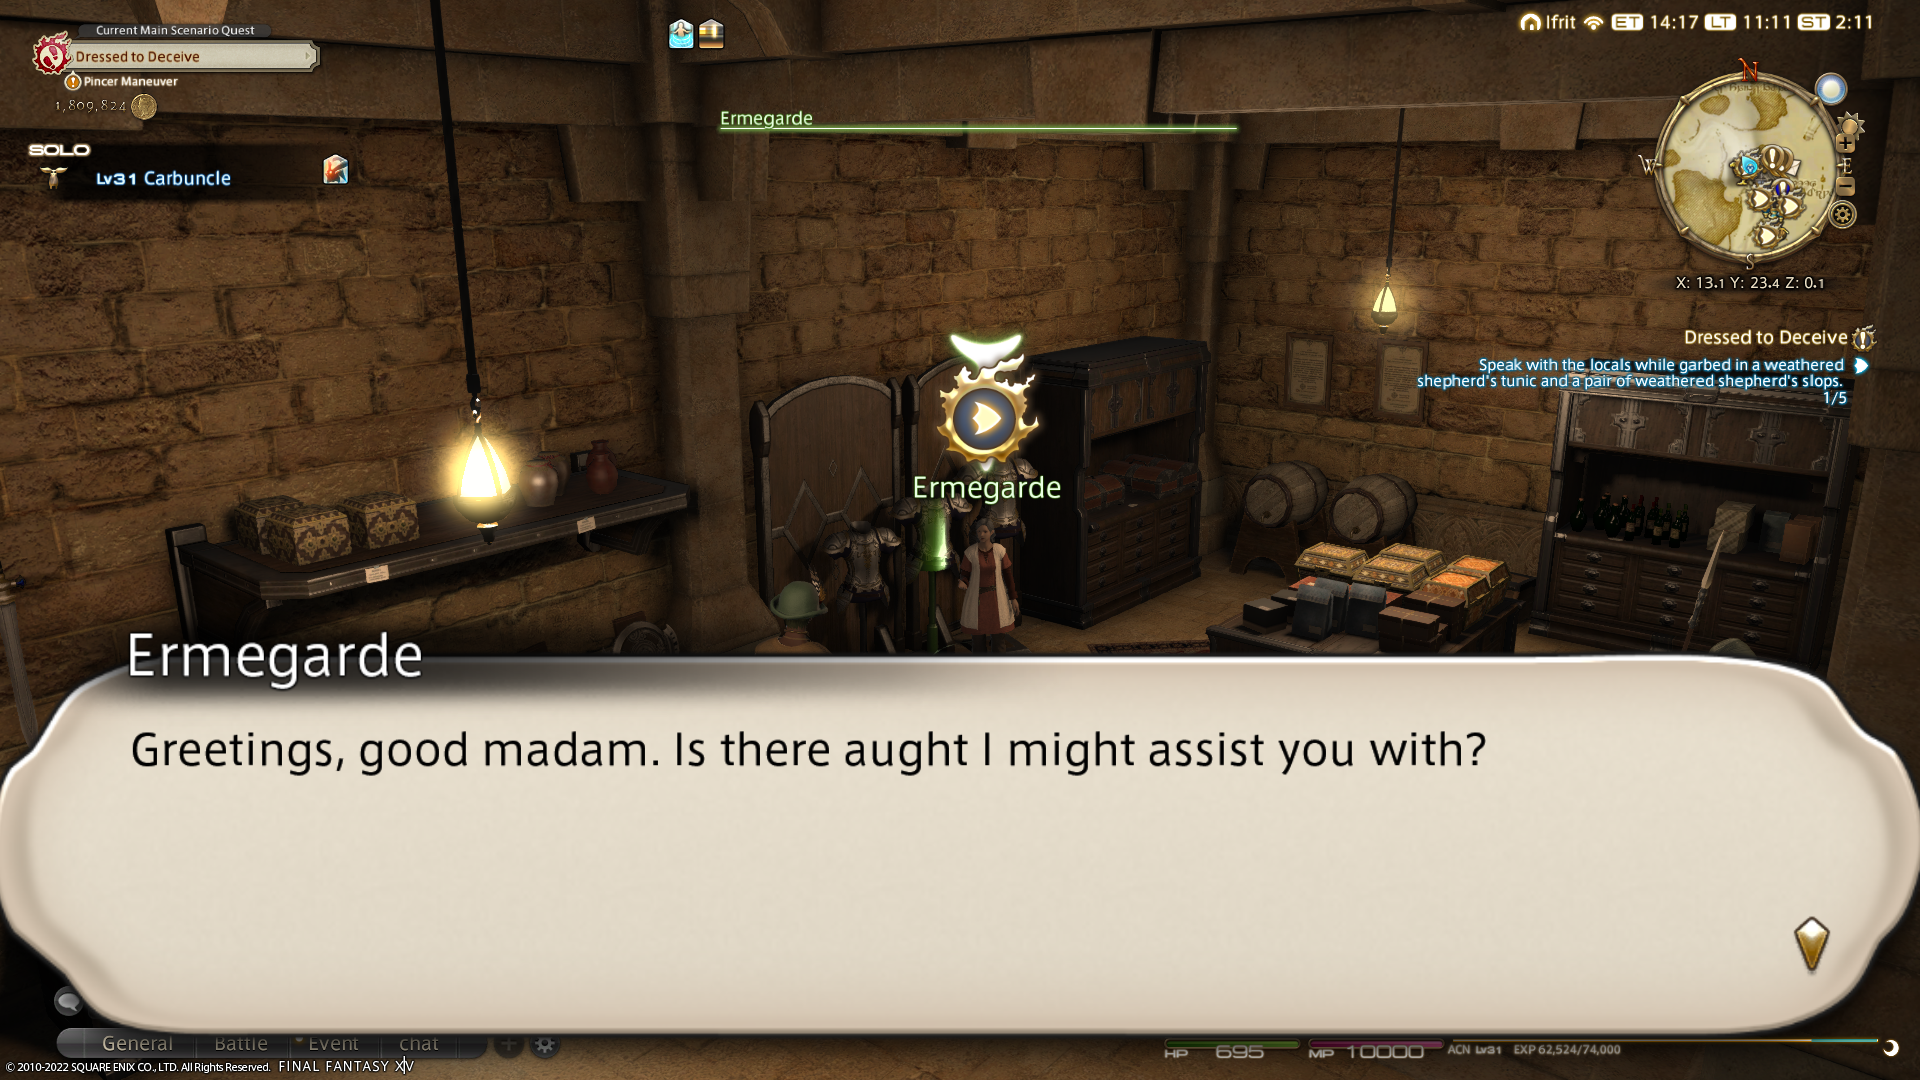 Current Main Scenario Quest
Dressed to Deceive
Pincer Maneuver
1,809,824
SOLO
Lv31 Carbuncle
Ermegarde
Ifrit ET 14:17 LT 11:11 ST 2:11
N
W
E
S
X: 13.1 Y: 23.4 Z: 0.1
Dressed to Deceive
Speak with the locals while garbed in a weathered
shepherd's tunic and a pair of weathered shepherd's slops.
1/5
Ermegarde
Ermegarde
Greetings, good madam. Is there aught I might assist you with?
General Battle Event chat
HP 695 MP 10000 ACN Lv31 EXP 62,524/74,000
© 2010-2022 SQUARE ENIX CO., LTD. All Rights Reserved. FINAL FANTASY XIV